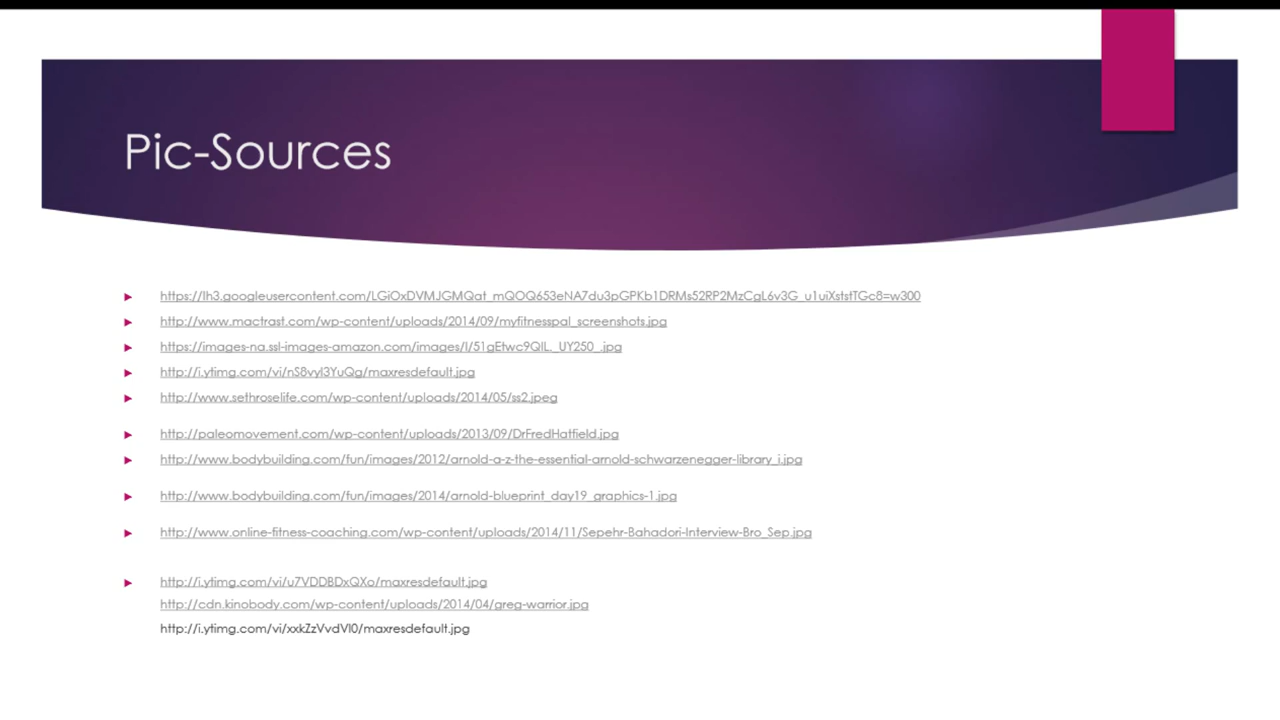 Pic-Sources
https://lh3.googleusercontent.com/LGiOxDVMJGMQat_mQOQ653eNA7du3pGPKb1DRMs52RP2MzCgL6v3G_u1uiXststTGc8=w300
http://www.mactrast.com/wp-content/uploads/2014/09/myfitnesspal_screenshots.jpg
https://images-na.ssl-images-amazon.com/images/I/51gEfwc9QIL._UY250_.jpg
http://i.ytimg.com/vi/nS8vyI3YuQg/maxresdefault.jpg
http://www.sethroselife.com/wp-content/uploads/2014/05/ss2.jpeg
http://paleomovement.com/wp-content/uploads/2013/09/DrFredHatfield.jpg
http://www.bodybuilding.com/fun/images/2012/arnold-a-z-the-essential-arnold-schwarzenegger-library_i.jpg
http://www.bodybuilding.com/fun/images/2014/arnold-blueprint_day19_graphics-1.jpg
http://www.online-fitness-coaching.com/wp-content/uploads/2014/11/Sepehr-Bahadori-Interview-Bro_Sep.jpg
http://i.ytimg.com/vi/u7VDDBDxQXo/maxresdefault.jpg
http://cdn.kinobody.com/wp-content/uploads/2014/04/greg-warrior.jpg
http://i.ytimg.com/vi/xxkZzVvdVl0/maxresdefault.jpg